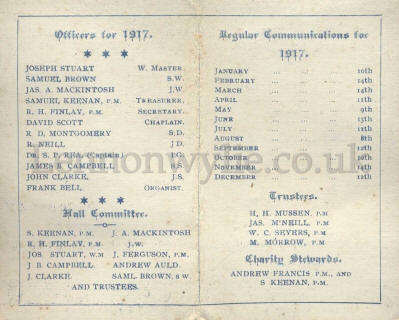 Officers for 1917.
JOSEPH STUART W. MASTER.
SAMUEL BROWN S.W.
JAS. A. MACKINTOSH J.W.
SAMUEL KEENAN, P.M. TREASURER.
R. H. FINLAY, P.M. SECRETARY.
DAVID SCOTT CHAPLAIN.
R. D. MONTGOMERY S.D.
R. NEILL J.D.
DR. S. P. REA (Captain) I.G.
JAMES B. CAMPBELL S.S.
JOHN CLARKE, J.S.
FRANK BELL ORGANIST.
Hall Committee.
S. KEENAN, P.M. J. A. MACKINTOSH
R. H. FINLAY, P.M. J.W.
JOS. STUART, W.M J. FERGUSON, P.M.
J B. CAMPBELL ANDREW AULD.
J. CLARKE. SAML. BROWN, S W.
AND TRUSTEES.
Regular Communications for
1917.
JANUARY ... ... 10th
FEBRUARY ... ... 14th
MARCH ... ... 14th
APRIL ... ... 11th
MAY ... ... 9th
JUNE ... ... 13th
JULY ... ... 11th
AUGUST ... ... 8th
SEPTEMBER ... ... 12th
OCTOBER ... ... 10th
NOVEMBER ... ... 14th
DECEMBER ... ... 12th
Trustees.
H. H. MUSSEN, P.M
JAS. M'NEILL, P.M
W. C. SEYERS, P.M
M. MORROW, P.M
Charity Stewards.
ANDREW FRANCIS P.M., AND
S KEENAN, P.M.